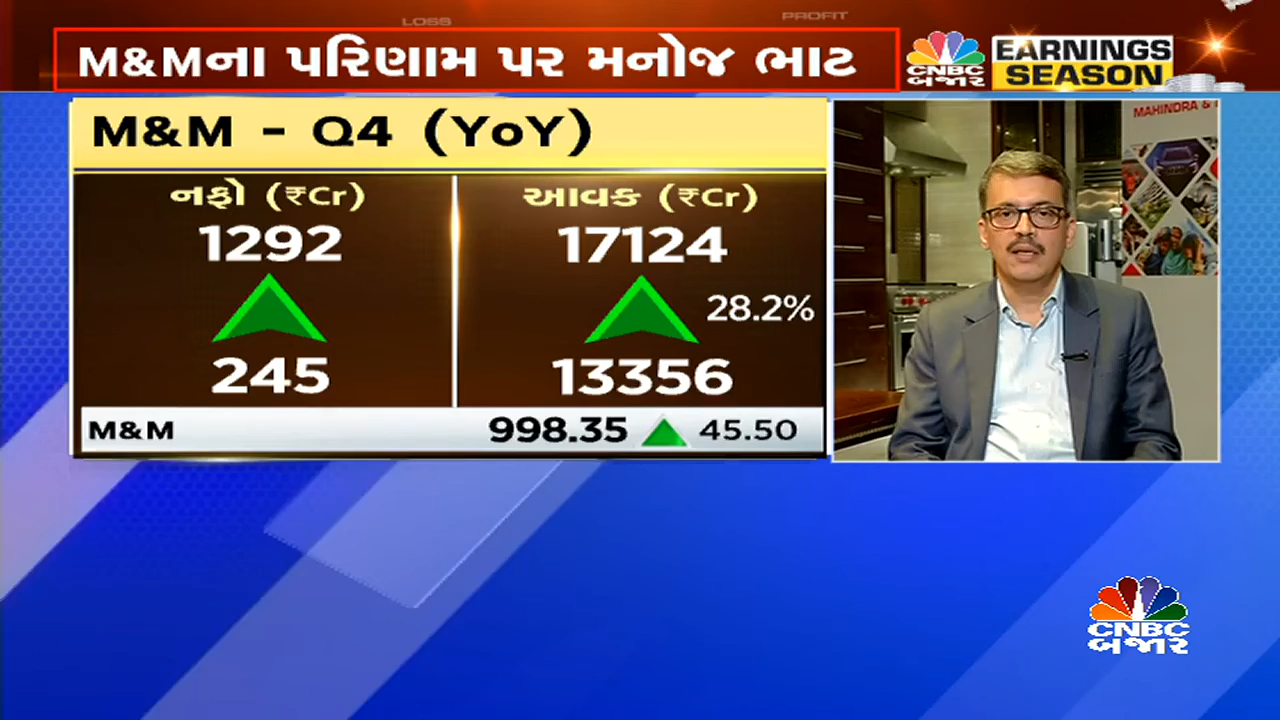 LOSS
PROFIT
M&Mના પરિણામ પર મનોજ ભાટ
CNBC
બજાર
EARNINGS
SEASON
M&M - Q4 (YoY)
નફો (₹Cr)
આવક (₹Cr)
1292
17124
28.2%
245
13356
M&M 998.35 45.50
MAHINDRA &
CNBC
બજાર